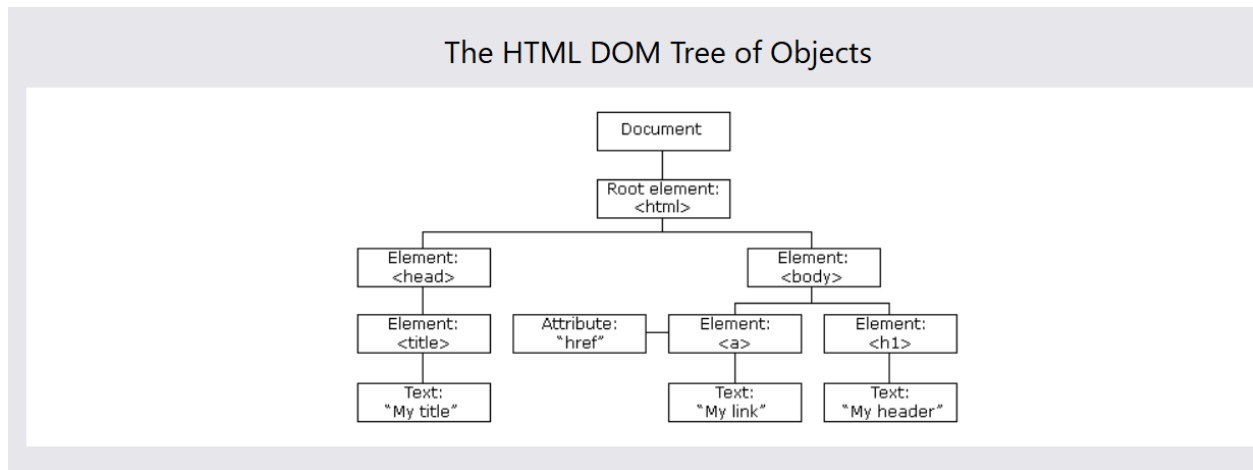 The HTML DOM Tree of Objects
Document
Root element:
<html>
Element:
<head>
Element:
<body>
Element:
<title>
Attribute:
“href”
Element:
<a>
Element:
<h1>
Text:
“My title”
Text:
“My link”
Text:
“My header”